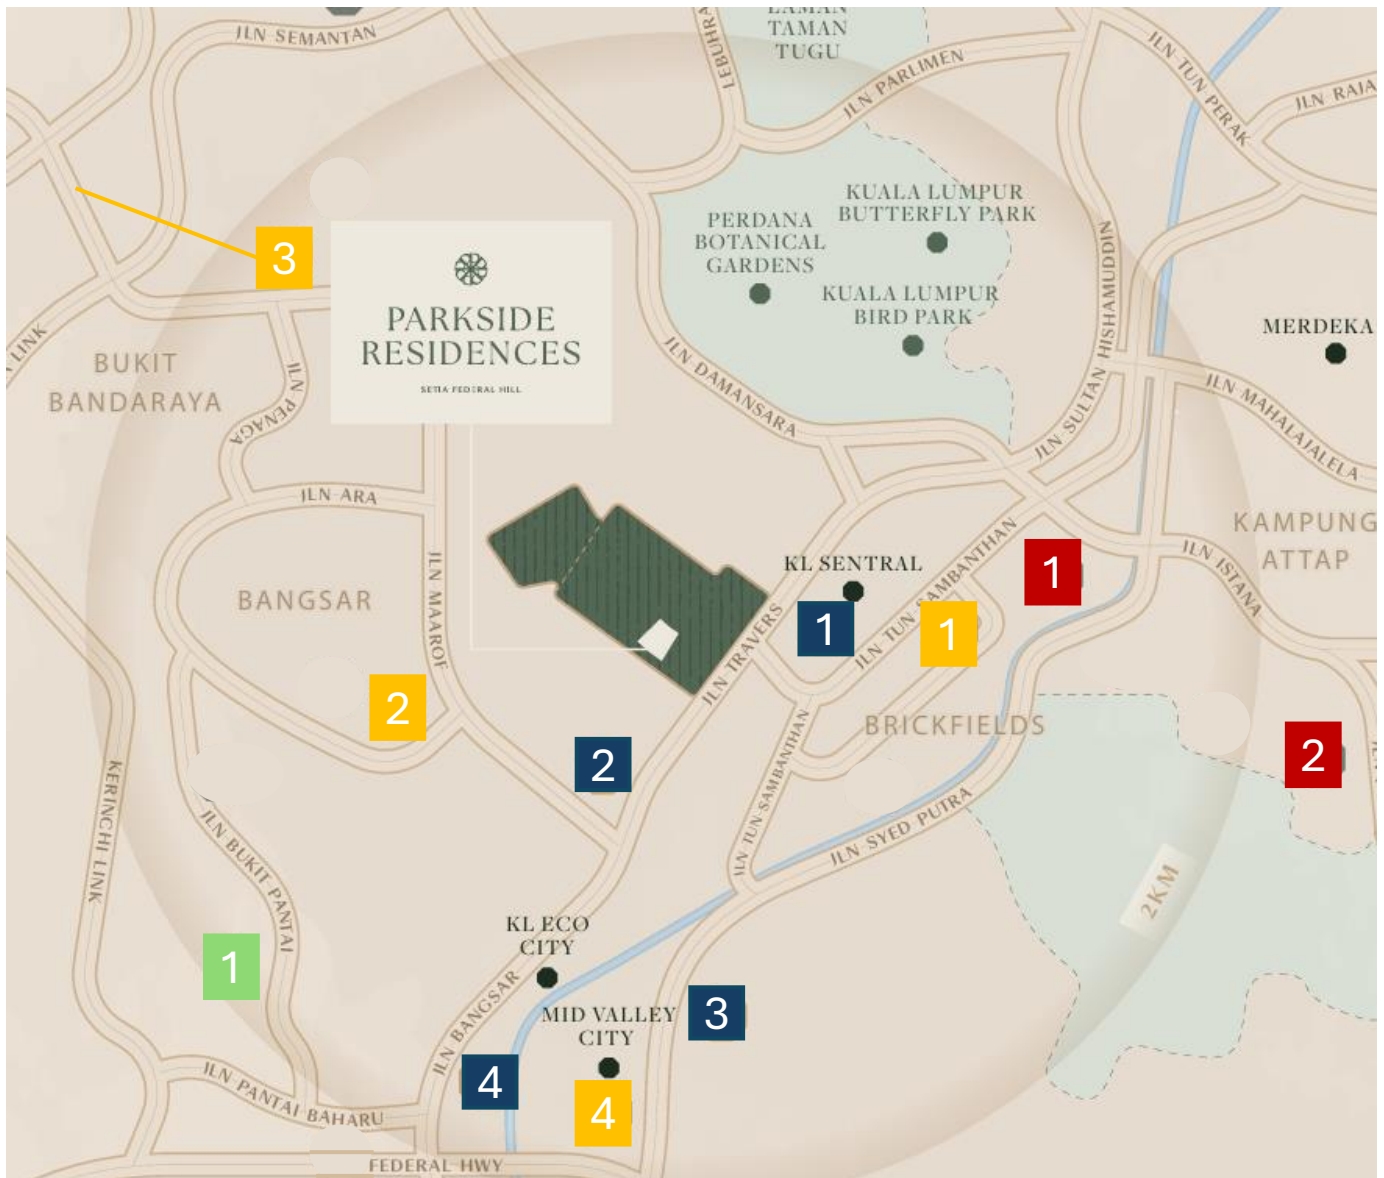 LAMAN
TAMAN
TUGU
JLN SEMANTAN
LEBUHRA
JLN PARLIMEN
JLN TUN PERAK
JLN RAJA
KUALA LUMPUR
BUTTERFLY PARK
PERDANA
BOTANICAL
GARDENS
KUALA LUMPUR
BIRD PARK
JLN SULTAN HISHAMUDDIN
3
PARKSIDE
RESIDENCES
SETIA FEDERAL HILL
MERDEKA
LINK
BUKIT
BANDARAYA
JLN PENAGA
JLN DAMANSARA
JLN MAHALAJALELA
JLN ARA
KAMPUNG
ATTAP
JLN ISTANA
KL SENTRAL
1
1
1
JLN TUN SAMBANTHAN
BANGSAR
JLN MAAROF
JLN TRAVERS
2
BRICKFIELDS
2
2
JLN TUN SAMBANTHAN
KERINCHI LINK
JLN BUKIT PANTAI
JLN SYED PUTRA
2KM
KL ECO
CITY
1
JLN BANGSAR
MID VALLEY
CITY
3
4
4
JLN PANTAI BAHARU
FEDERAL HWY